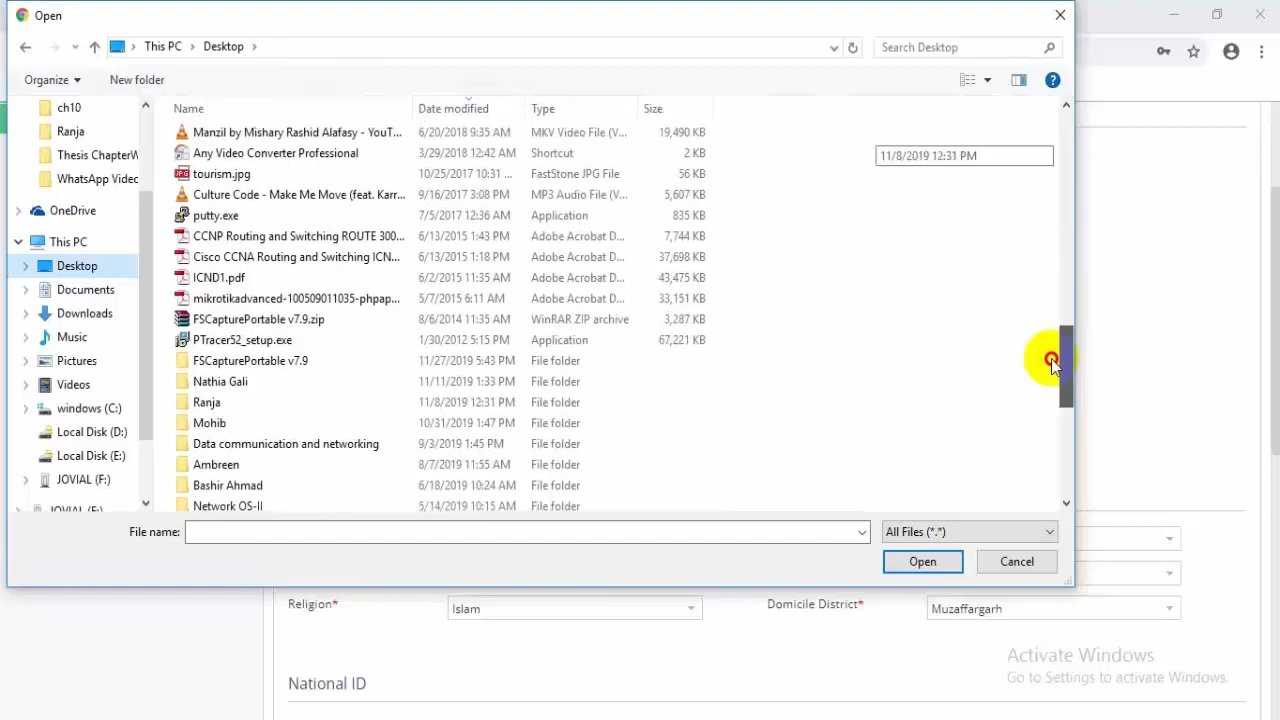 Open
This PC > Desktop >
Search Desktop
Organize
New folder
?
ch10
Ranja
Thesis ChapterW
WhatsApp Videc
OneDrive
This PC
Desktop
Documents
Downloads
Music
Pictures
Videos
windows (C:)
Local Disk (D:)
Local Disk (E:)
JOVIAL (F:)
Name Date modified Type Size
Manzil by Mishary Rashid Alafasy - YouT... 6/20/2018 9:35 AM MKV Video File (V... 19,490 KB
Any Video Converter Professional 3/29/2018 12:42 AM Shortcut 2 KB
tourism.jpg 10/25/2017 10:31 ... FastStone JPG File 56 KB
Culture Code - Make Me Move (feat. Karr... 9/16/2017 3:08 PM MP3 Audio File (V... 5,607 KB
putty.exe 7/5/2017 12:36 AM Application 835 KB
CCNP Routing and Switching ROUTE 300... 6/13/2015 1:43 PM Adobe Acrobat D... 7,744 KB
Cisco CCNA Routing and Switching ICN... 6/13/2015 1:18 PM Adobe Acrobat D... 37,698 KB
ICND1.pdf 6/2/2015 11:35 AM Adobe Acrobat D... 43,475 KB
mikrotikadvanced-100509011035-phpap... 5/7/2015 6:11 AM Adobe Acrobat D... 33,151 KB
FSCapturePortable v7.9.zip 8/6/2014 11:35 AM WinRAR ZIP archive 3,287 KB
PTracer52_setup.exe 1/30/2012 5:15 PM Application 67,221 KB
FSCapturePortable v7.9 11/27/2019 5:43 PM File folder
Nathia Gali 11/11/2019 1:33 PM File folder
Ranja 11/8/2019 12:31 PM File folder
Mohib 10/31/2019 1:47 PM File folder
Data communication and networking 9/3/2019 1:45 PM File folder
Ambreen 8/7/2019 11:55 AM File folder
Bashir Ahmad 6/18/2019 10:24 AM File folder
Network OS-II 5/14/2019 10:15 AM File folder
11/8/2019 12:31 PM
File name:
All Files (*.*)
Open
Cancel
Religion*
Islam
Domicile District*
Muzaffargarh
National ID
Activate Windows
Go to Settings to activate Windows.